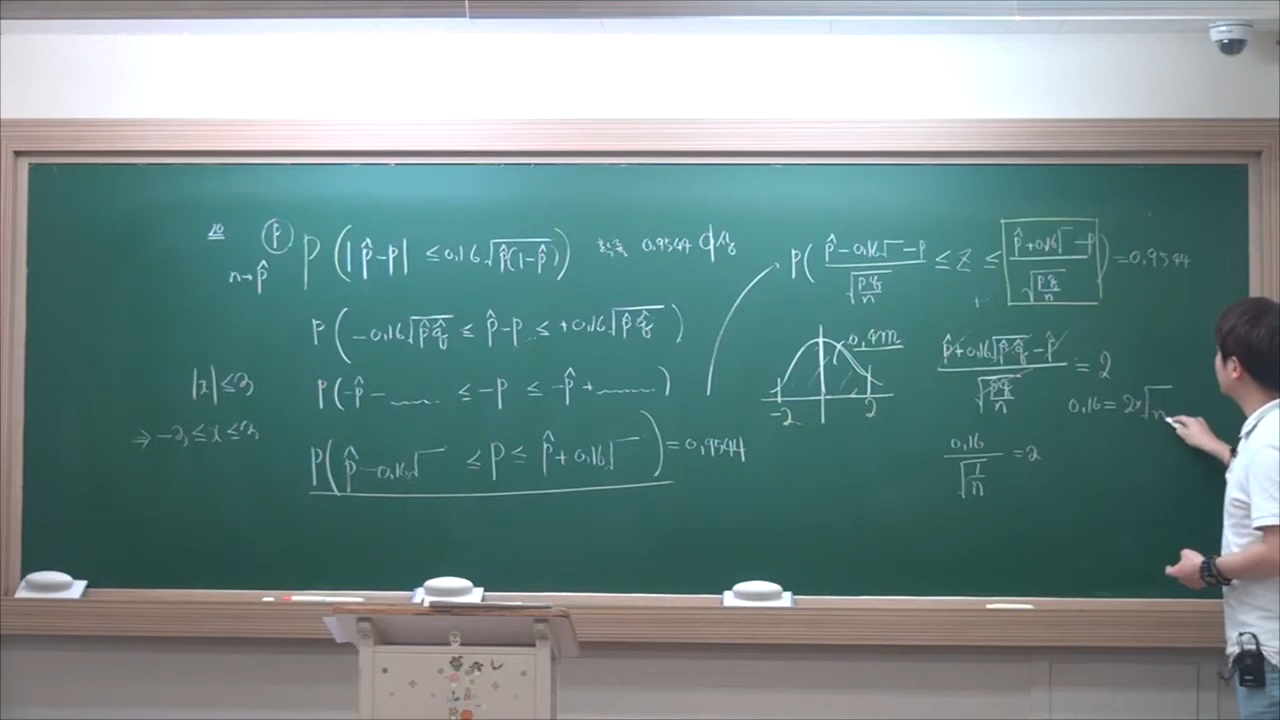 10
ⓟ P(|p̂-p| ≤0.16√p̂(1-p̂)) 확률 0.9544 이상
n→p̂
P(-0.16√p̂q̂ ≤ p̂-p ≤ +0.16√p̂q̂)
|x|≤3
P(-p̂- ﹏ ≤ -p ≤ -p̂+ ﹏)
⇒ -3≤x≤3
P(p̂-0.16√ ≤ p ≤ p̂+0.16√ ) = 0.9544
P( (p̂-0.16√ -p)/√(pq/n) ≤ Z ≤ (p̂+0.16√ -p)/√(pq/n) ) = 0.9544
-2 2
(p̂+0.16√p̂q̂ -p̂)/√(p̂q̂/n) = 2
0.16 = 2×√ n
0.16/√(1/n) = 2